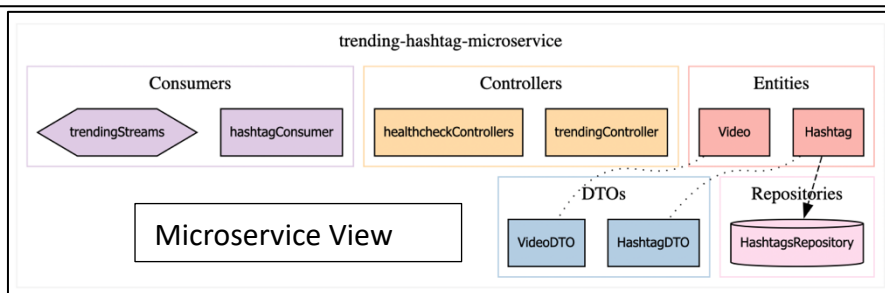 trending-hashtag-microservice
Consumers
Controllers
Entities
trendingStreams
hashtagConsumer
healthcheckControllers
trendingController
Video
Hashtag
DTOs
Repositories
VideoDTO
HashtagDTO
HashtagsRepository
Microservice View